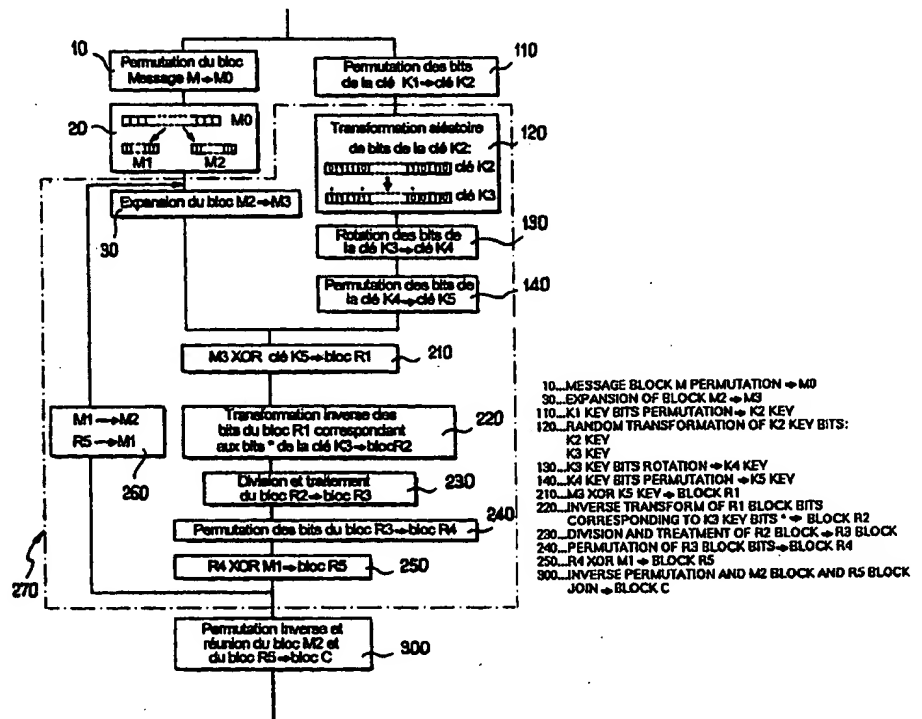 10
Permutation du bloc
Message M➔M0
110
Permutation des bits
de la clé K1➔clé K2
20
M0
M1 M2
120
Transformation aléatoire
de bits de la clé K2:
clé K2
clé K3
30
Expansion du bloc M2➔M3
130
Rotation des bits de
la clé K3➔clé K4
140
Permutation des bits de
la clé K4➔clé K5
210
M3 XOR clé K5➔bloc R1
220
Transformation Inverse des
bits du bloc R1 correspondant
aux bits * de la clé K3➔blocR2
260
M1 → M2
R5 → M1
230
Division et traitement
du bloc R2➔bloc R3
240
Permutation des bits du bloc R3➔bloc R4
250
R4 XOR M1➔bloc R5
270
300
Permutation Inverse et
réunion du bloc M2 et
du bloc R5➔bloc C
10...MESSAGE BLOCK M PERMUTATION ➔ M0
30...EXPANSION OF BLOCK M2 ➔ M3
110...K1 KEY BITS PERMUTATION ➔ K2 KEY
120...RANDOM TRANSFORMATION OF K2 KEY BITS:
K2 KEY
K3 KEY
130...K3 KEY BITS ROTATION ➔ K4 KEY
140...K4 KEY BITS PERMUTATION ➔ K5 KEY
210...M3 XOR K5 KEY ➔ BLOCK R1
220...INVERSE TRANSFORM OF R1 BLOCK BITS
CORRESPONDING TO K3 KEY BITS * ➔ BLOCK R2
230...DIVISION AND TREATMENT OF R2 BLOCK ➔ R3 BLOCK
240...PERMUTATION OF R3 BLOCK BITS ➔ BLOCK R4
250...R4 XOR M1 ➔ BLOCK R5
300...INVERSE PERMUTATION AND M2 BLOCK AND R5 BLOCK
JOIN ➔ BLOCK C